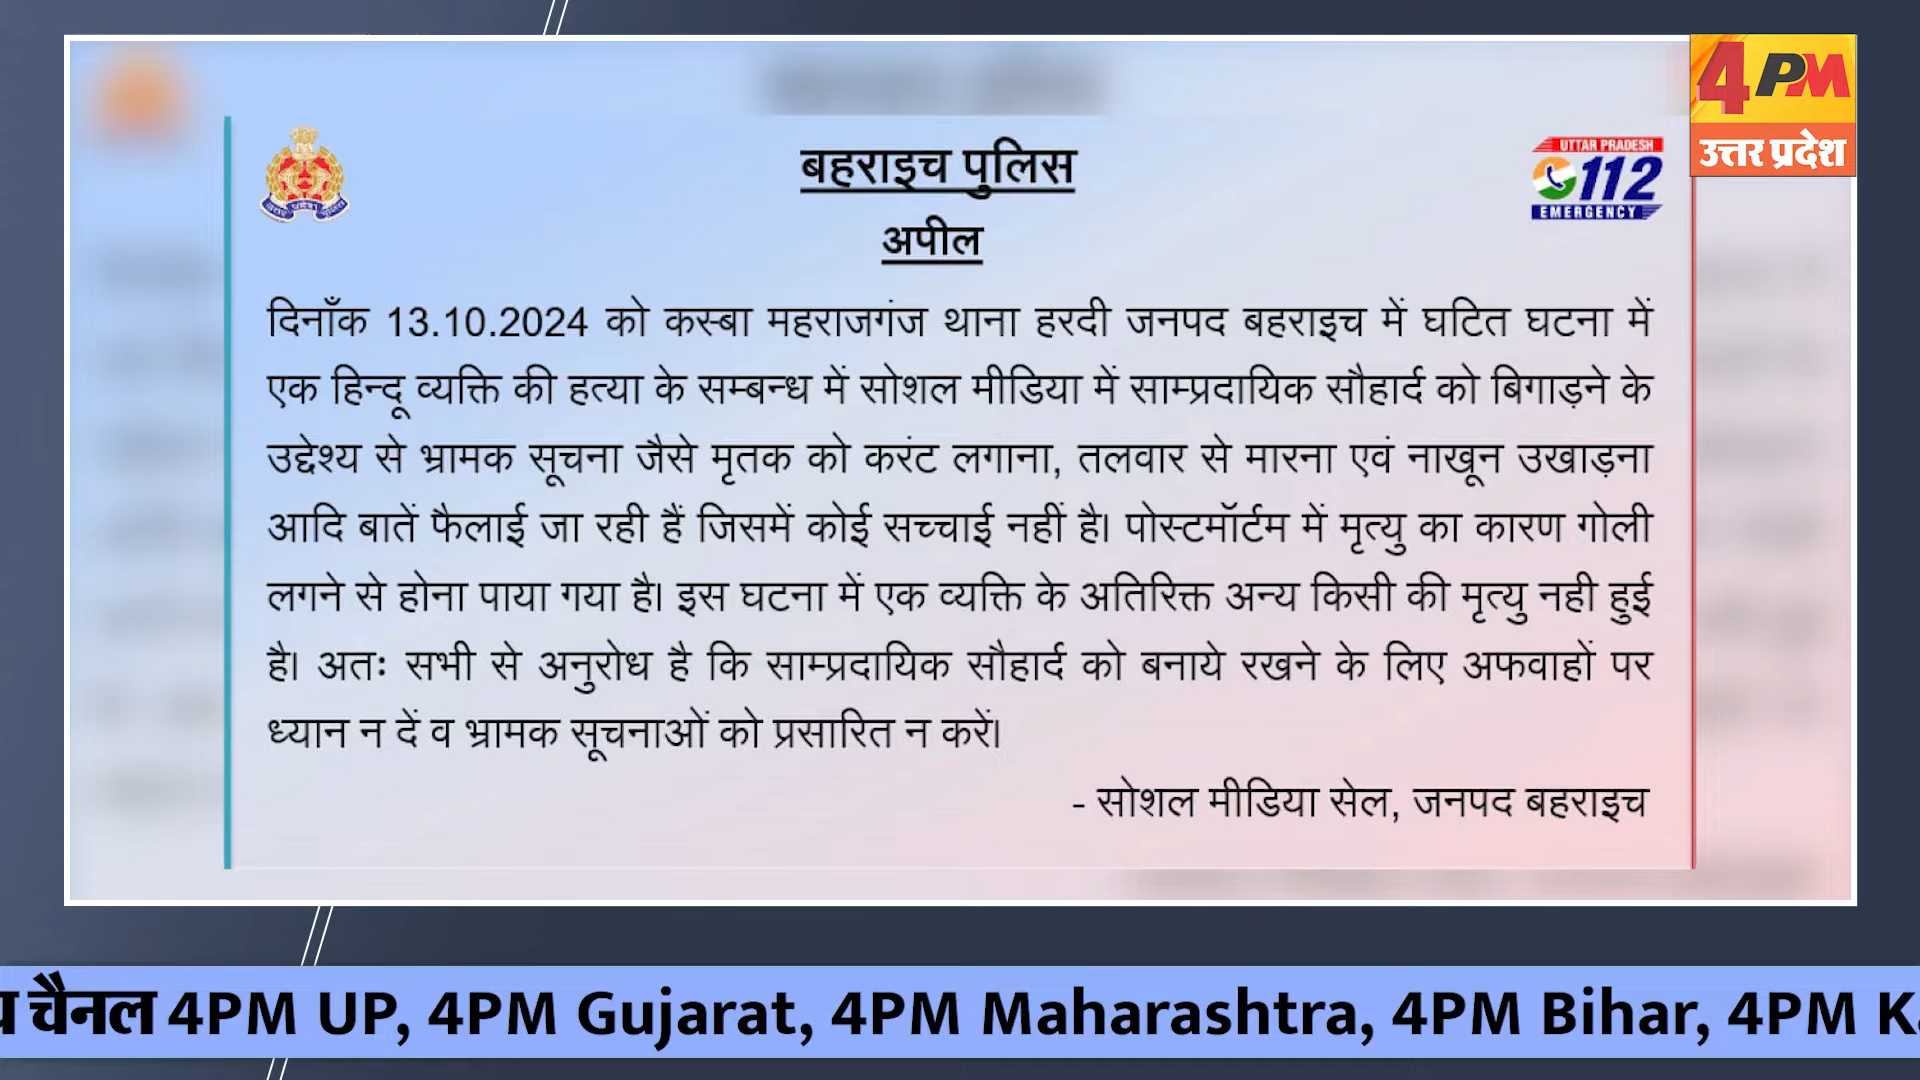 4PM
उत्तर प्रदेश
बहराइच पुलिस
UTTAR PRADESH
112
EMERGENCY
अपील
दिनाँक 13.10.2024 को कस्बा महराजगंज थाना हरदी जनपद बहराइच में घटित घटना में
एक हिन्दू व्यक्ति की हत्या के सम्बन्ध में सोशल मीडिया में साम्प्रदायिक सौहार्द को बिगाड़ने के
उद्देश्य से भ्रामक सूचना जैसे मृतक को करंट लगाना, तलवार से मारना एवं नाखून उखाड़ना
आदि बातें फैलाई जा रही हैं जिसमें कोई सच्चाई नहीं है। पोस्टमॉर्टम में मृत्यु का कारण गोली
लगने से होना पाया गया है। इस घटना में एक व्यक्ति के अतिरिक्त अन्य किसी की मृत्यु नही हुई
है। अतः सभी से अनुरोध है कि साम्प्रदायिक सौहार्द को बनाये रखने के लिए अफवाहों पर
ध्यान न दें व भ्रामक सूचनाओं को प्रसारित न करें।
- सोशल मीडिया सेल, जनपद बहराइच
चैनल 4PM UP, 4PM Gujarat, 4PM Maharashtra, 4PM Bihar, 4PM